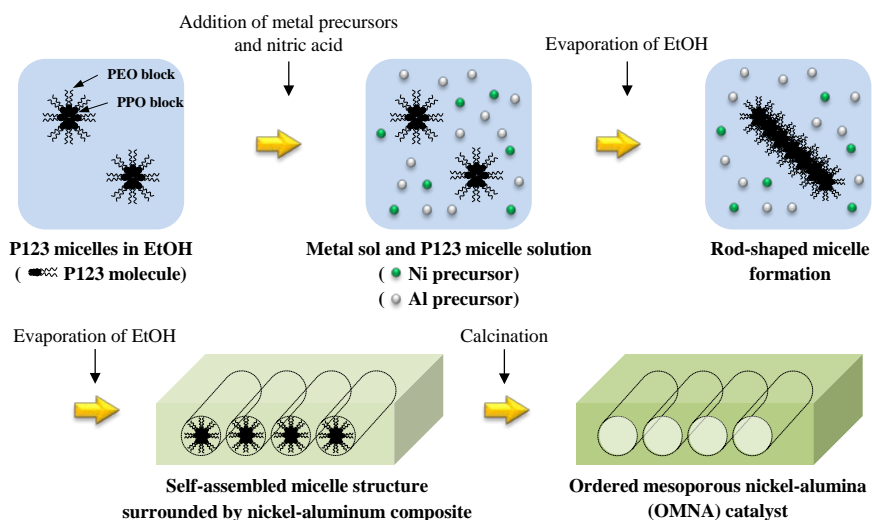 Addition of metal precursors
and nitric acid
Evaporation of EtOH
PEO block
PPO block
P123 micelles in EtOH
( P123 molecule)
Metal sol and P123 micelle solution
( Ni precursor)
( Al precursor)
Rod-shaped micelle
formation
Evaporation of EtOH
Calcination
Self-assembled micelle structure
surrounded by nickel-aluminum composite
Ordered mesoporous nickel-alumina
(OMNA) catalyst